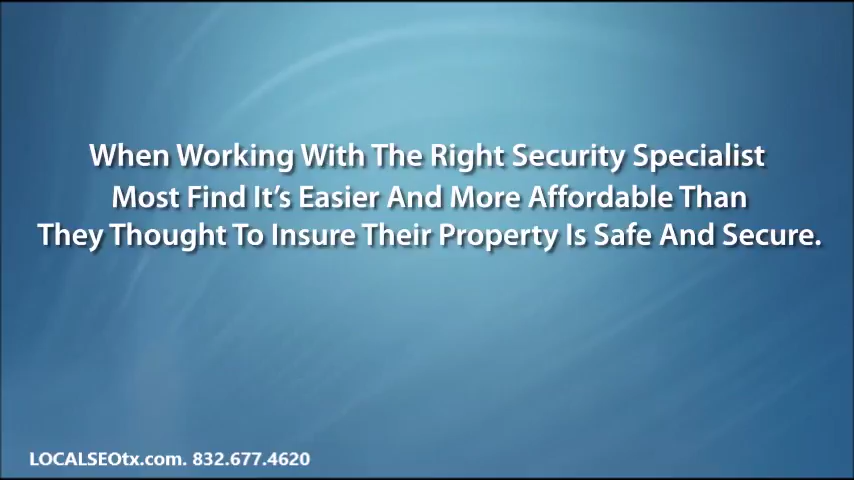 When Working With The Right Security Specialist
Most Find It's Easier And More Affordable Than
They Thought To Insure Their Property Is Safe And Secure.
LOCALSEOtx.com. 832.677.4620